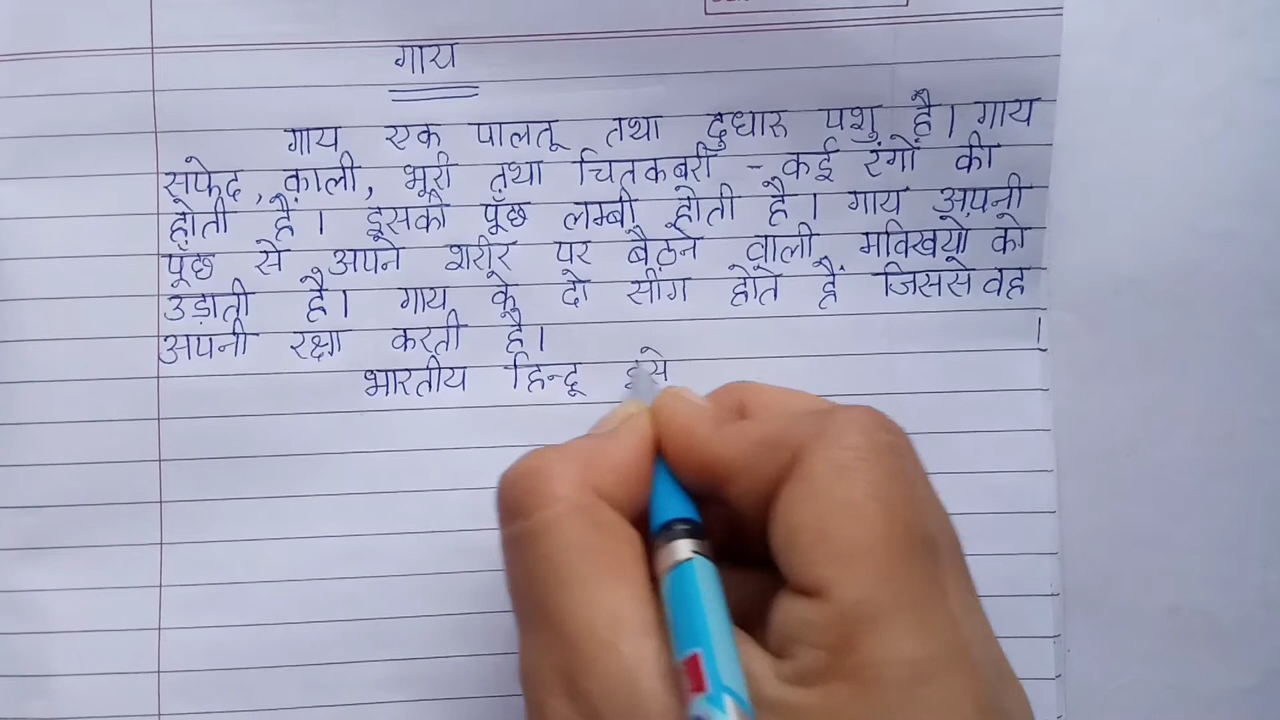 गाय
गाय एक पालतू तथा दुधारू पशु है। गाय
सफेद, काली, भूरी तथा चितकबरी - कई रंगों की
होती है। इसकी पूँछ लम्बी होती है। गाय अपनी
पूँछ से अपने शरीर पर बैठने वाली मक्खियों को
उड़ाती है। गाय के दो सींग होते हैं जिससे वह
अपनी रक्षा करती है।
भारतीय हिन्दू इसे